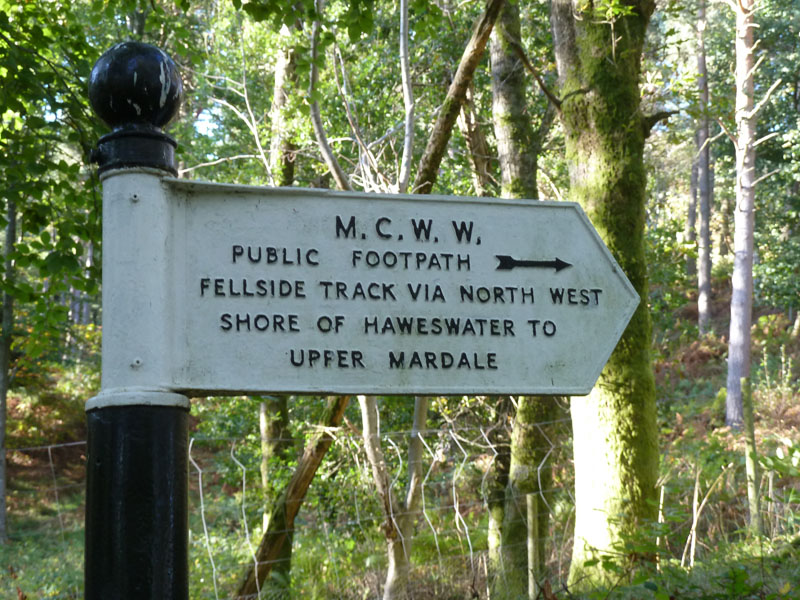 M.C.W.W.
PUBLIC FOOTPATH
FELLSIDE TRACK VIA NORTH WEST
SHORE OF HAWESWATER TO
UPPER MARDALE